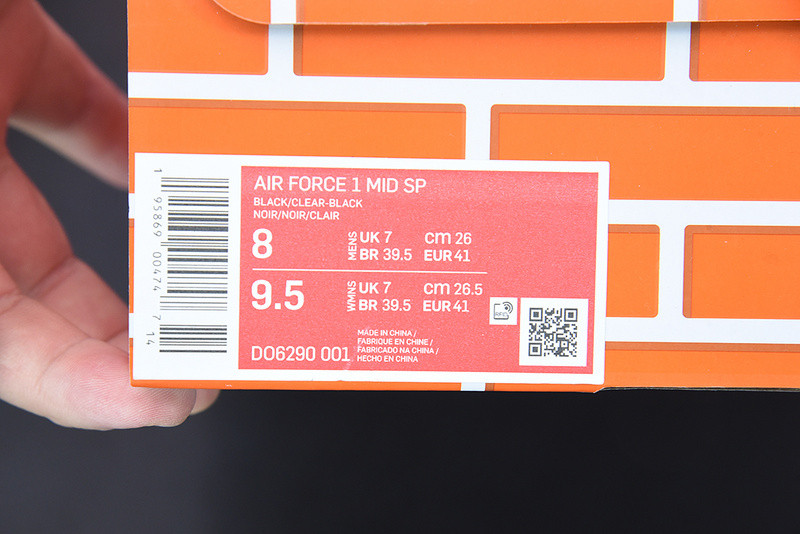 AIR FORCE 1 MID SP
BLACK/CLEAR-BLACK
NOIR/NOIR/CLAIR
8 MENS UK 7 cm 26
BR 39.5 EUR 41
9.5 WMNS UK 7 cm 26.5
BR 39.5 EUR 41
RFID
DO6290 001
MADE IN CHINA /
FABRIQUE EN CHINE /
FABRICADO NA CHINA /
HECHO EN CHINA
1 95869 00474 7 14